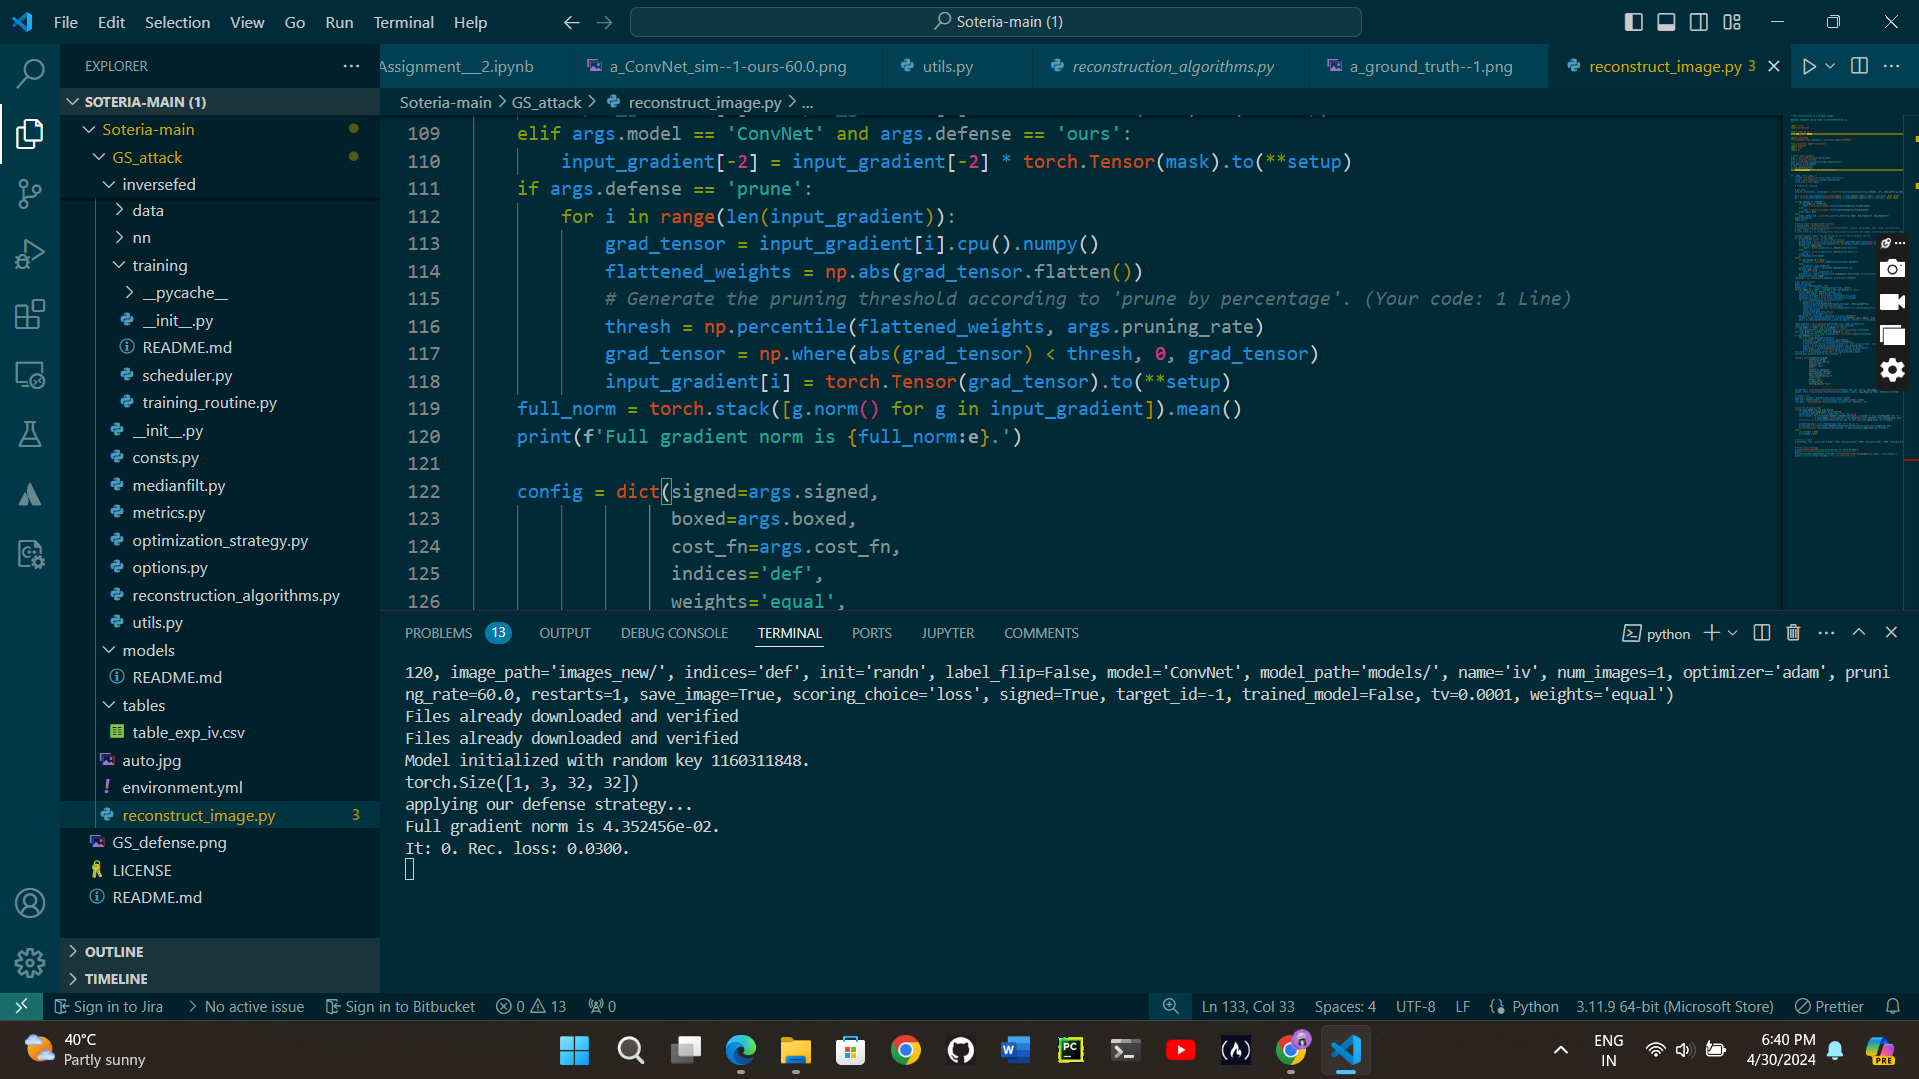 File Edit Selection View Go Run Terminal Help
Soteria-main (1)
EXPLORER
Assignment___2.ipynb
a_ConvNet_sim--1-ours-60.0.png
utils.py
reconstruction_algorithms.py
a_ground_truth--1.png
reconstruct_image.py 3
SOTERIA-MAIN (1)
Soteria-main
GS_attack
inversefed
data
nn
training
__pycache__
__init__.py
README.md
scheduler.py
training_routine.py
__init__.py
consts.py
medianfilt.py
metrics.py
optimization_strategy.py
options.py
reconstruction_algorithms.py
utils.py
models
README.md
tables
table_exp_iv.csv
auto.jpg
environment.yml
reconstruct_image.py 3
GS_defense.png
LICENSE
README.md
OUTLINE
TIMELINE
Soteria-main > GS_attack > reconstruct_image.py > ...
109 elif args.model == 'ConvNet' and args.defense == 'ours':
110 input_gradient[-2] = input_gradient[-2] * torch.Tensor(mask).to(**setup)
111 if args.defense == 'prune':
112 for i in range(len(input_gradient)):
113 grad_tensor = input_gradient[i].cpu().numpy()
114 flattened_weights = np.abs(grad_tensor.flatten())
115 # Generate the pruning threshold according to 'prune by percentage'. (Your code: 1 Line)
116 thresh = np.percentile(flattened_weights, args.pruning_rate)
117 grad_tensor = np.where(abs(grad_tensor) < thresh, 0, grad_tensor)
118 input_gradient[i] = torch.Tensor(grad_tensor).to(**setup)
119 full_norm = torch.stack([g.norm() for g in input_gradient]).mean()
120 print(f'Full gradient norm is {full_norm:e}.')
121
122 config = dict(signed=args.signed,
123 boxed=args.boxed,
124 cost_fn=args.cost_fn,
125 indices='def',
126 weights='equal',
PROBLEMS 13 OUTPUT DEBUG CONSOLE TERMINAL PORTS JUPYTER COMMENTS
python
120, image_path='images_new/', indices='def', init='randn', label_flip=False, model='ConvNet', model_path='models/', name='iv', num_images=1, optimizer='adam', pruni
ng_rate=60.0, restarts=1, save_image=True, scoring_choice='loss', signed=True, target_id=-1, trained_model=False, tv=0.0001, weights='equal')
Files already downloaded and verified
Files already downloaded and verified
Model initialized with random key 1160311848.
torch.Size([1, 3, 32, 32])
applying our defense strategy...
Full gradient norm is 4.352456e-02.
It: 0. Rec. loss: 0.0300.
Sign in to Jira No active issue Sign in to Bitbucket 0 13 0
Ln 133, Col 33 Spaces: 4 UTF-8 LF Python 3.11.9 64-bit (Microsoft Store) Prettier
40°C
Partly sunny
ENG
IN
6:40 PM
4/30/2024